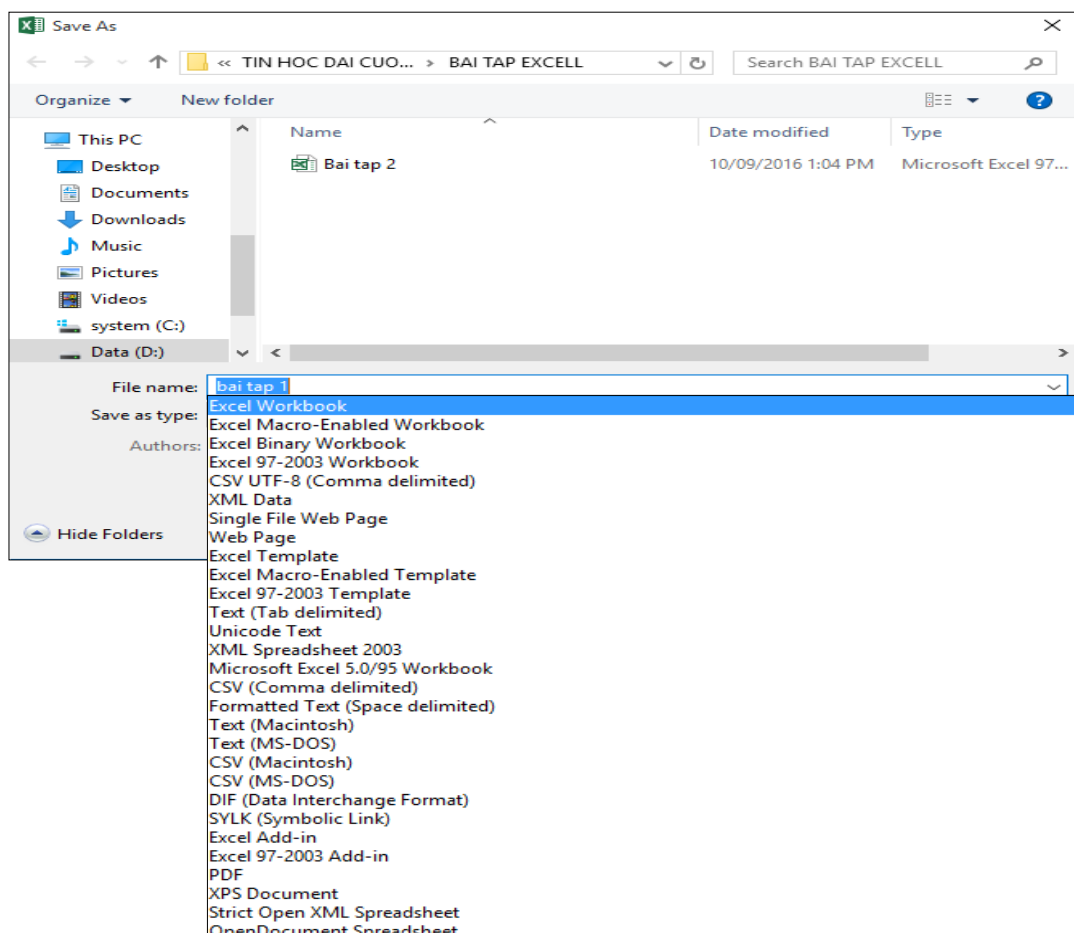 Save As
« TIN HOC DAI CUO... > BAI TAP EXCELL
Search BAI TAP EXCELL
Organize
New folder
?
This PC
Desktop
Documents
Downloads
Music
Pictures
Videos
system (C:)
Data (D:)
Name
Date modified
Type
Bai tap 2
10/09/2016 1:04 PM
Microsoft Excel 97...
File name: bai tap 1
Save as type:
Authors:
Hide Folders
Excel Workbook
Excel Macro-Enabled Workbook
Excel Binary Workbook
Excel 97-2003 Workbook
CSV UTF-8 (Comma delimited)
XML Data
Single File Web Page
Web Page
Excel Template
Excel Macro-Enabled Template
Excel 97-2003 Template
Text (Tab delimited)
Unicode Text
XML Spreadsheet 2003
Microsoft Excel 5.0/95 Workbook
CSV (Comma delimited)
Formatted Text (Space delimited)
Text (Macintosh)
Text (MS-DOS)
CSV (Macintosh)
CSV (MS-DOS)
DIF (Data Interchange Format)
SYLK (Symbolic Link)
Excel Add-in
Excel 97-2003 Add-in
PDF
XPS Document
Strict Open XML Spreadsheet
OpenDocument Spreadsheet